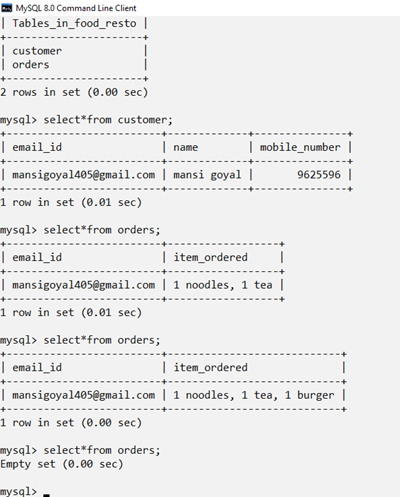 MySQL 8.0 Command Line Client
| Tables_in_food_resto |
+----------------------+
| customer             |
| orders               |
+----------------------+
2 rows in set (0.00 sec)
mysql> select*from customer;
+-------------------------+-------------+---------------+
| email_id                | name        | mobile_number |
+-------------------------+-------------+---------------+
| mansigoyal405@gmail.com | mansi goyal |       9625596 |
+-------------------------+-------------+---------------+
1 row in set (0.01 sec)
mysql> select*from orders;
+-------------------------+------------------+
| email_id                | item_ordered     |
+-------------------------+------------------+
| mansigoyal405@gmail.com | 1 noodles, 1 tea |
+-------------------------+------------------+
1 row in set (0.01 sec)
mysql> select*from orders;
+-------------------------+----------------------------+
| email_id                | item_ordered               |
+-------------------------+----------------------------+
| mansigoyal405@gmail.com | 1 noodles, 1 tea, 1 burger |
+-------------------------+----------------------------+
1 row in set (0.00 sec)
mysql> select*from orders;
Empty set (0.00 sec)
mysql>